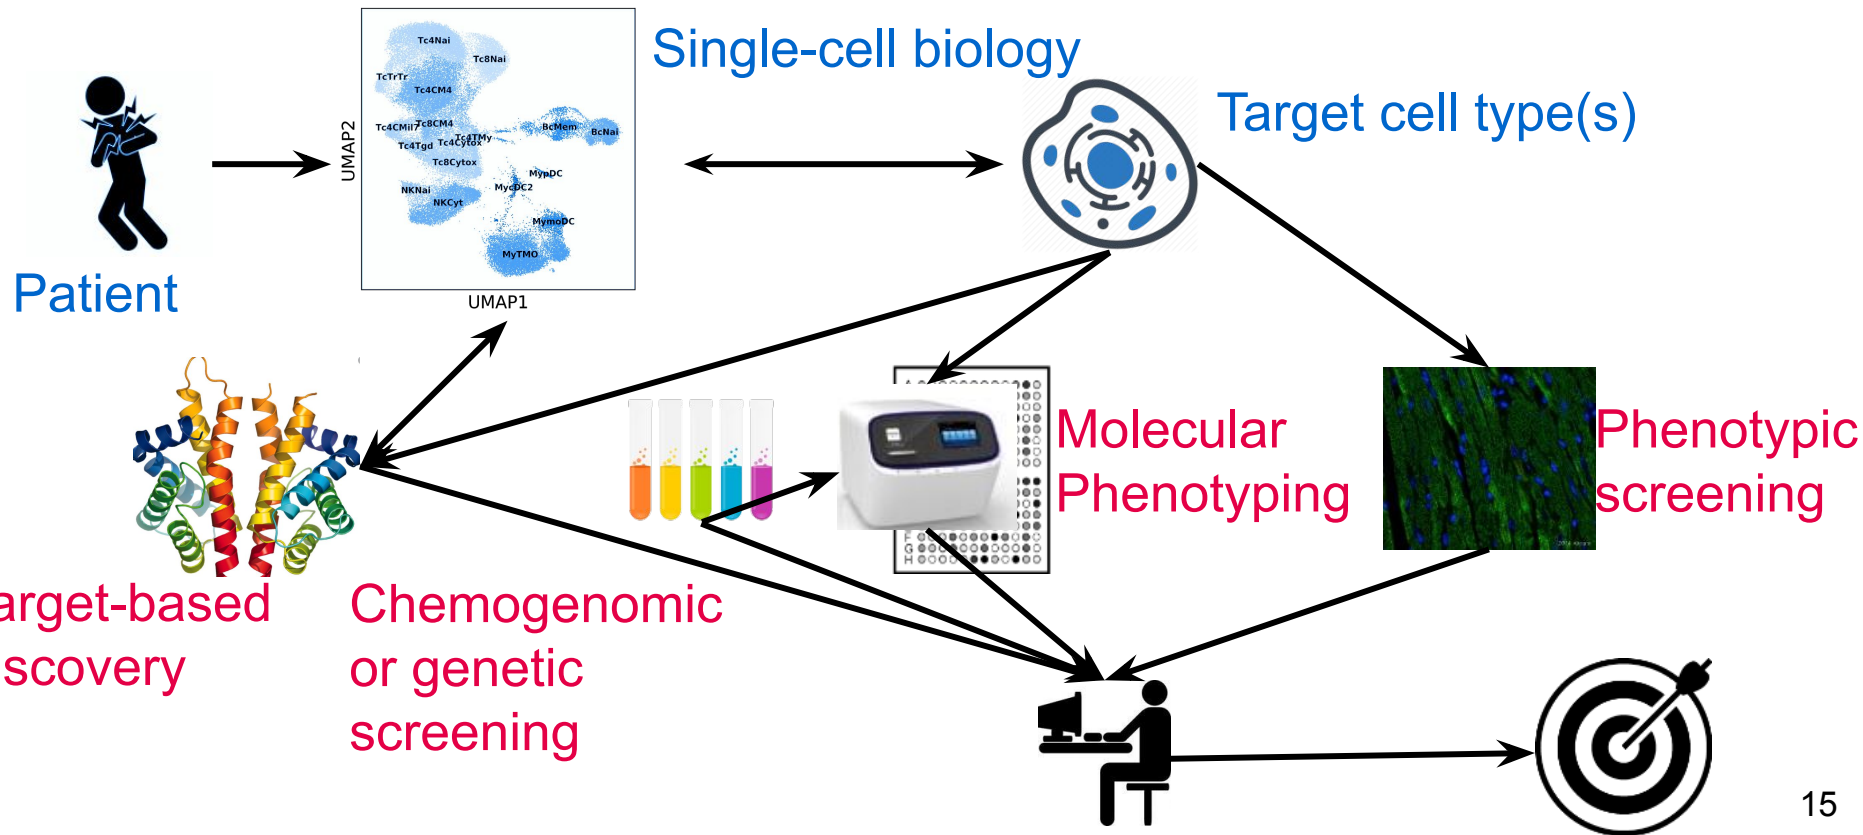 Single-cell biology
Target cell type(s)
Patient
Tc4Nai
Tc8Nai
TcTrTr
Tc4CM4
Tc4CMil7
Tc8CM4
Tc4TMy
Tc4Tgd
Tc4Cytox
Tc8Cytox
BcMem
BcNai
MypDC
MycDC2
NKNai
NKCyt
MymoDC
MyTMO
UMAP2
UMAP1
Molecular
Phenotyping
Phenotypic
screening
arget-based
scovery
Chemogenomic
or genetic
screening
F
G
H
15